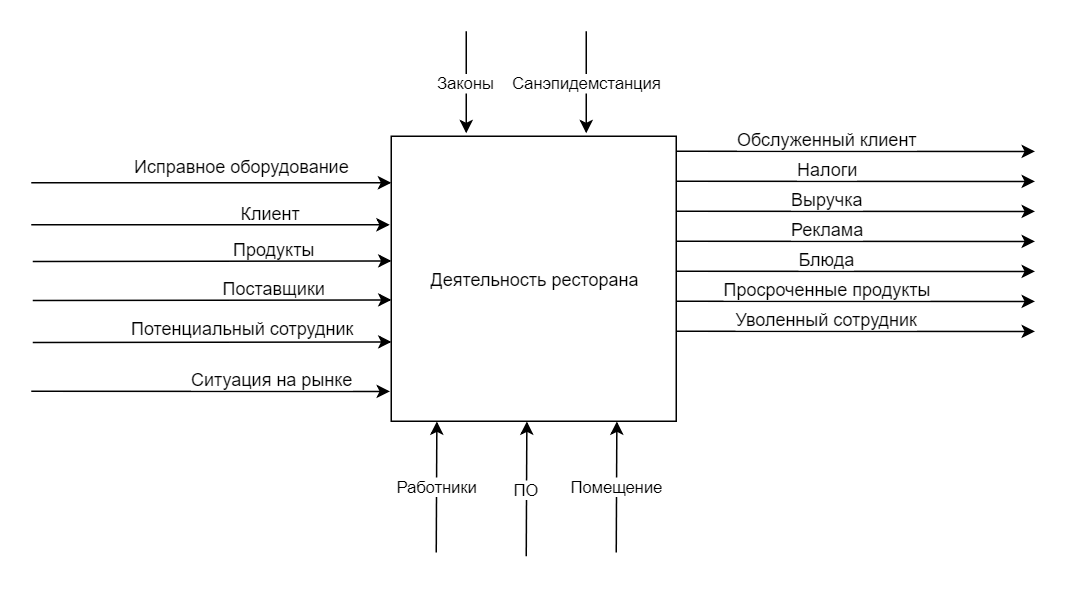 Законы
Санэпидемстанция
Исправное оборудование
Клиент
Продукты
Поставщики
Потенциальный сотрудник
Ситуация на рынке
Деятельность ресторана
Обслуженный клиент
Налоги
Выручка
Реклама
Блюда
Просроченные продукты
Уволенный сотрудник
Работники
ПО
Помещение